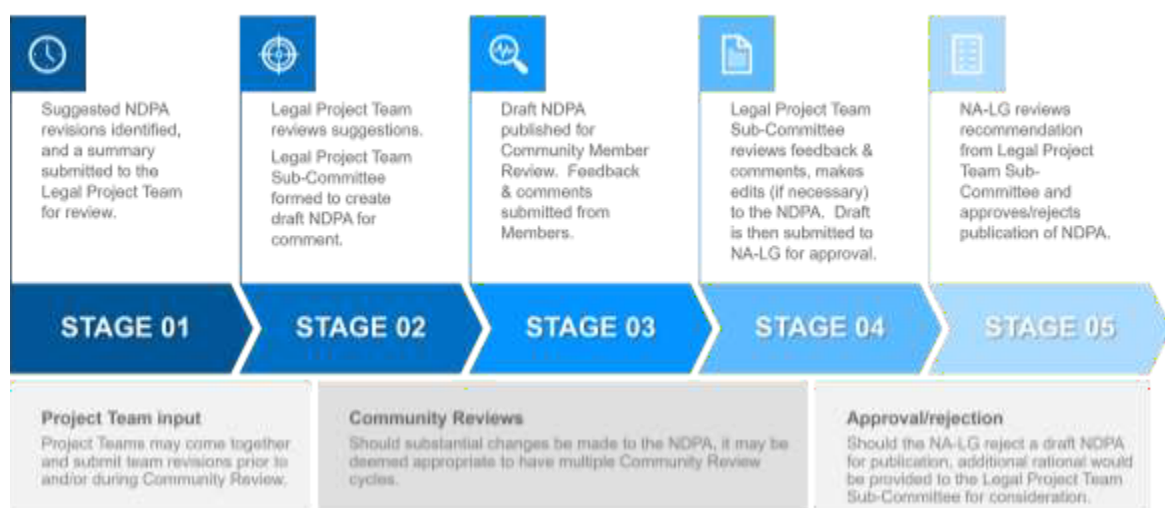 Suggested NDPA
revisions identified,
and a summary
submitted to the
Legal Project Team
for review.
Legal Project Team
reviews suggestions.
Legal Project Team
Sub-Committee
formed to create
draft NDPA for
comment.
Draft NDPA
published for
Community Member
Review. Feedback
& comments
submitted from
Members.
Legal Project Team
Sub-Committee
reviews feedback &
comments, makes
edits (if necessary)
to the NDPA. Draft
is then submitted to
NA-LG for approval.
NA-LG reviews
recommendation
from Legal Project
Team Sub-
Committee and
approves/rejects
publication of NDPA.
STAGE 01
STAGE 02
STAGE 03
STAGE 04
STAGE 05
Project Team input
Project Teams may come together
and submit team revisions prior to
and/or during Community Review.
Community Reviews
Should substantial changes be made to the NDPA, it may be
deemed appropriate to have multiple Community Review
cycles.
Approval/rejection
Should the NA-LG reject a draft NDPA
for publication, additional rational would
be provided to the Legal Project Team
Sub-Committee for consideration.